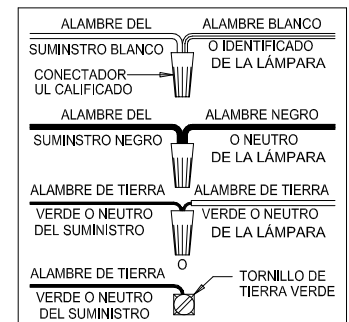 ALAMBRE DEL
SUMINSTRO BLANCO
ALAMBRE BLANCO
O IDENTIFICADO
DE LA LÁMPARA
CONECTADOR
UL CALIFICADO
ALAMBRE DEL
SUMINSTRO NEGRO
ALAMBRE NEGRO
O NEUTRO
DE LA LÁMPARA
ALAMBRE DE TIERRA
VERDE O NEUTRO
DEL SUMINISTRO
ALAMBRE DE TIERRA
VERDE O NEUTRO
DE LA LÁMPARA
O
ALAMBRE DE TIERRA
VERDE O NEUTRO
DEL SUMINISTRO
TORNILLO DE
TIERRA VERDE